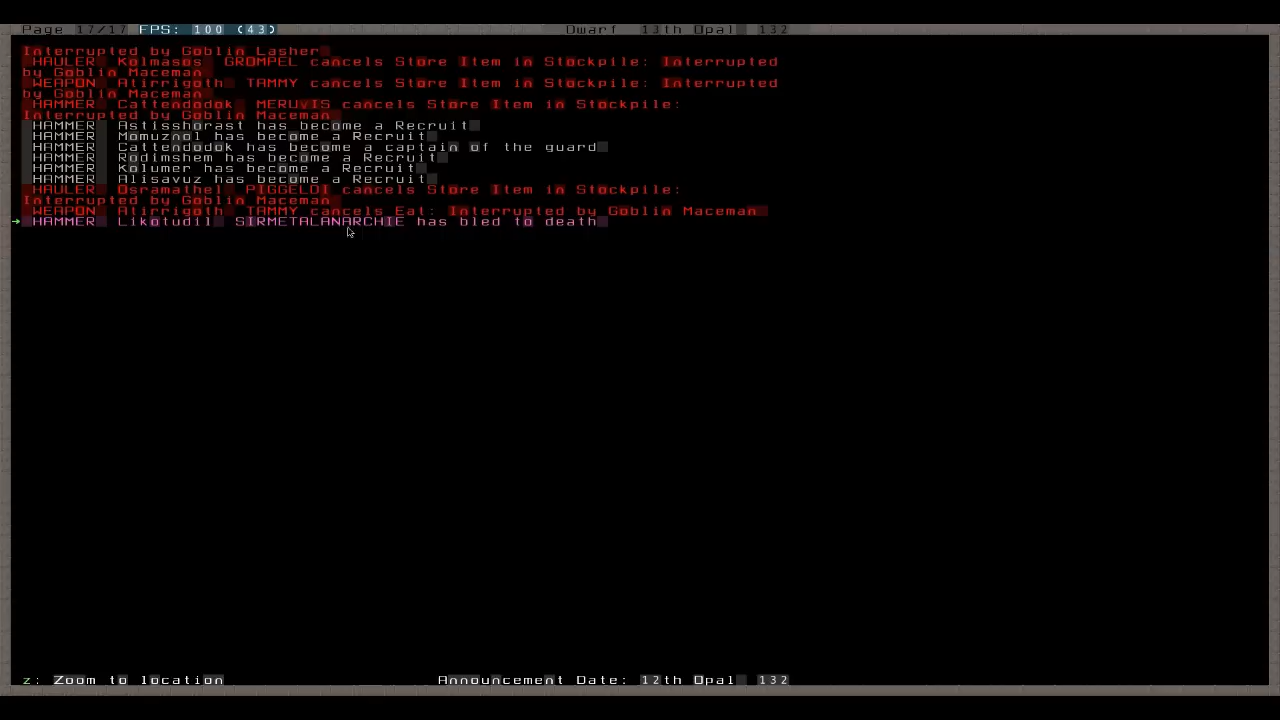 Page 17/17 FPS: 100 (43) Dwarf 13th Opal 132
Interrupted by Goblin Lasher
HAULER Kolmasos GROMPEL cancels Store Item in Stockpile: Interrupted
by Goblin Maceman
WEAPON Atirrigoth TAMMY cancels Store Item in Stockpile: Interrupted
by Goblin Maceman
HAMMER Cattendodok MERUVIS cancels Store Item in Stockpile:
Interrupted by Goblin Maceman
HAMMER Astisshorast has become a Recruit
HAMMER Momuznol has become a Recruit
HAMMER Cattendodok has become a captain of the guard
HAMMER Rodimshem has become a Recruit
HAMMER Kolumer has become a Recruit
HAMMER Alisavuz has become a Recruit
HAULER Osramathel PIGGELDI cancels Store Item in Stockpile:
Interrupted by Goblin Maceman
WEAPON Atirrigoth TAMMY cancels Eat: Interrupted by Goblin Maceman
HAMMER Likotudil SIRMETALANARCHIE has bled to death
z: Zoom to location Announcement Date: 12th Opal 132